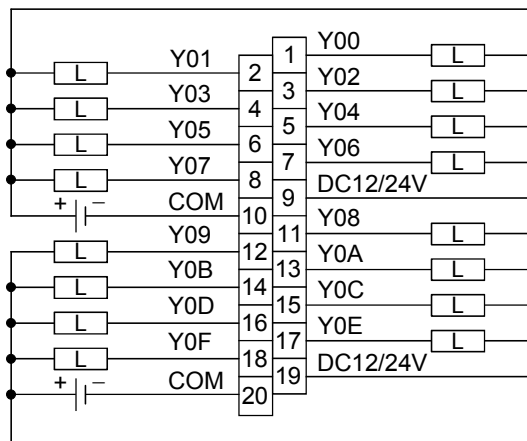 1 Y00 L
L Y01 2
3 Y02 L
L Y03 4
5 Y04 L
L Y05 6
7 Y06 L
L Y07 8
9 DC12/24V
+ − COM 10
11 Y08 L
L Y09 12
13 Y0A L
L Y0B 14
15 Y0C L
L Y0D 16
17 Y0E L
L Y0F 18
19 DC12/24V
+ − COM 20